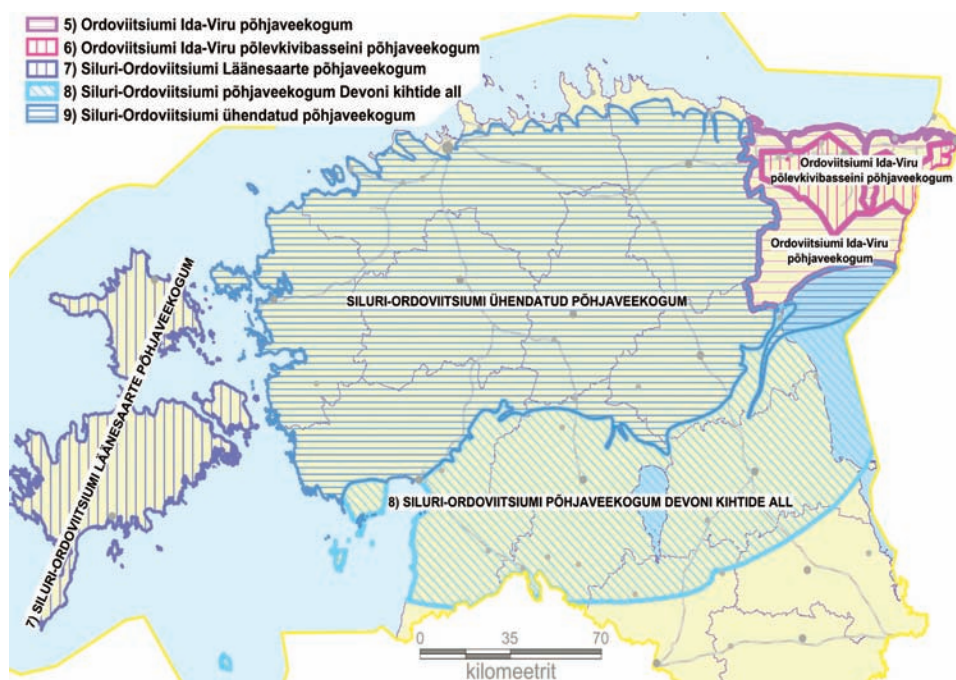 5) Ordoviitsiumi Ida-Viru põhjaveekogum
6) Ordoviitsiumi Ida-Viru põlevkivibasseini põhjaveekogum
7) Siluri-Ordoviitsiumi Läänesaarte põhjaveekogum
8) Siluri-Ordoviitsiumi põhjaveekogum Devoni kihtide all
9) Siluri-Ordoviitsiumi ühendatud põhjaveekogum
Ordoviitsiumi Ida-Viru
põlevkivibasseini põhjaveekogum
Ordoviitsiumi Ida-Viru
põhjaveekogum
SILURI-ORDOVIITSIUMI ÜHENDATUD PÕHJAVEEKOGUM
7) SILURI-ORDOVIITSIUMI LÄÄNESAARTE PÕHJAVEEKOGUM
8) SILURI-ORDOVIITSIUMI PÕHJAVEEKOGUM DEVONI KIHTIDE ALL
0 35 70
kilomeetrit